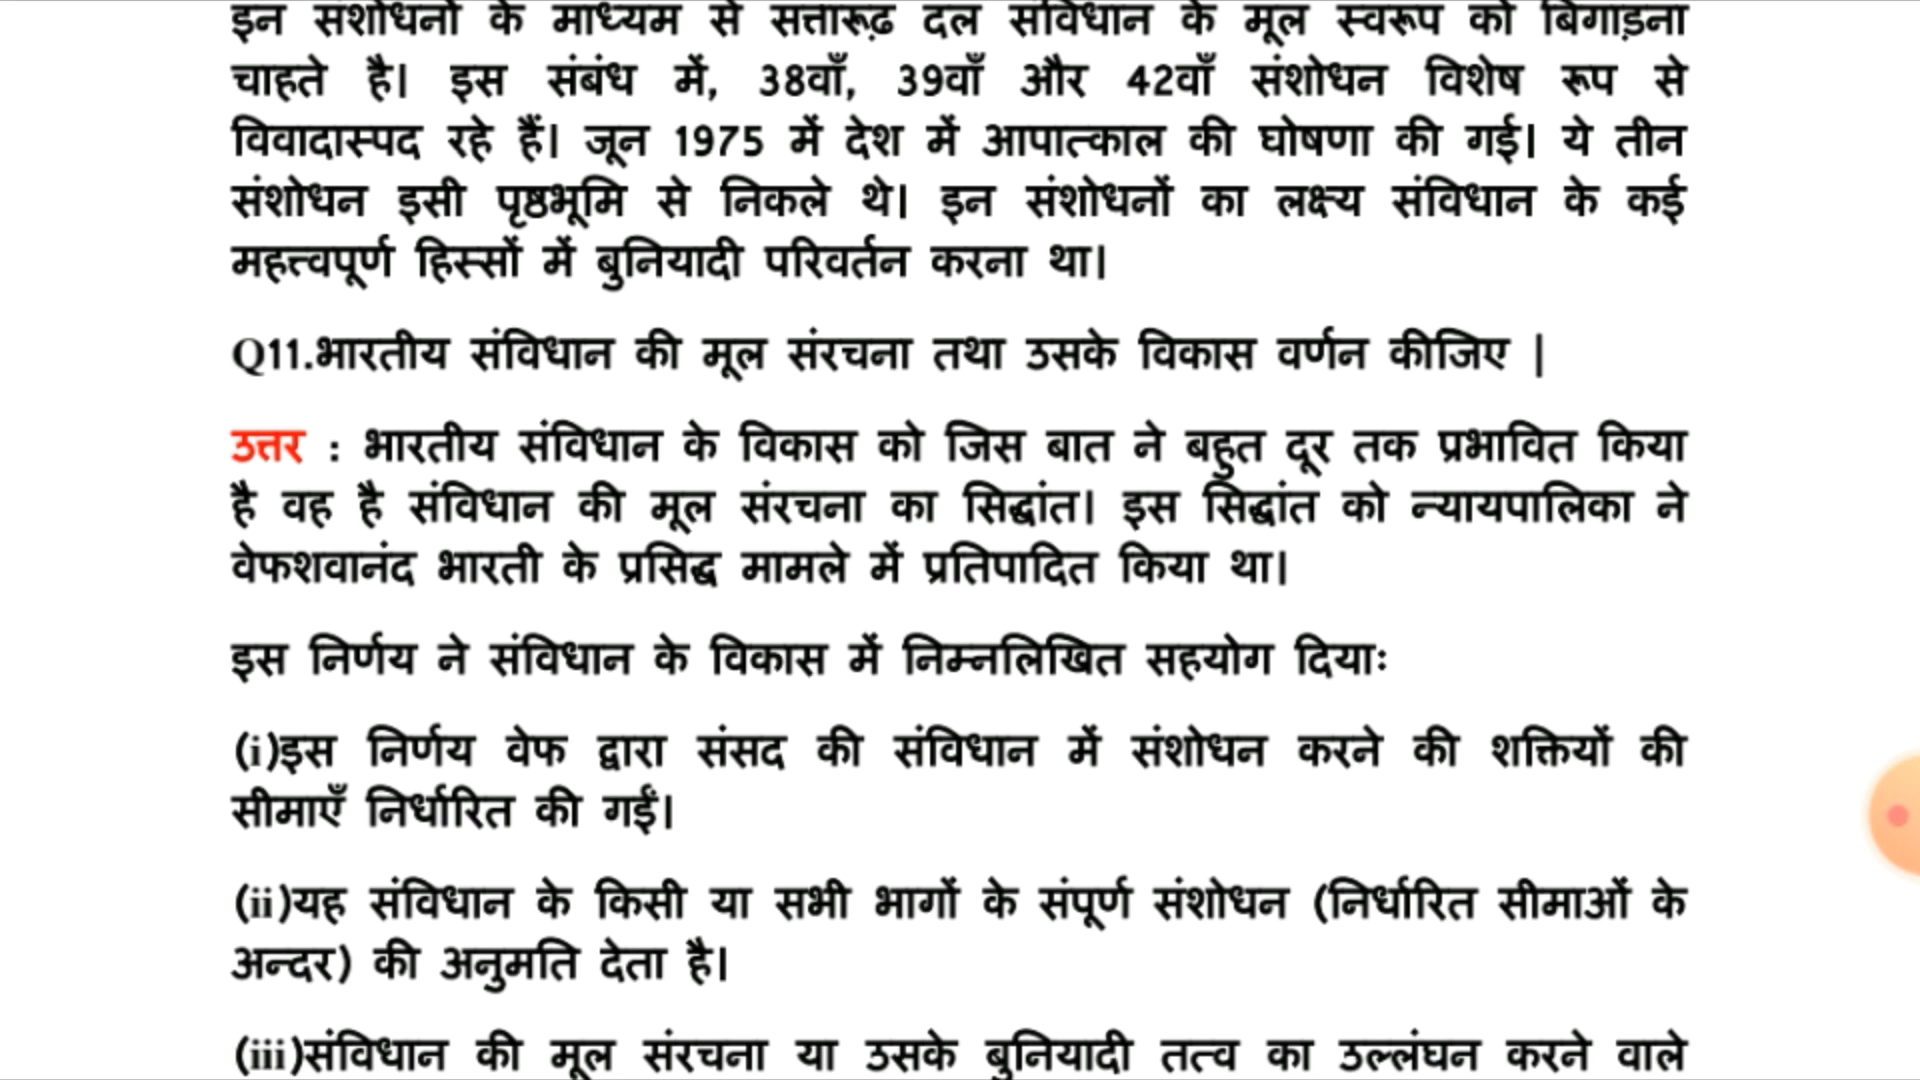 इन संशोधनों के माध्यम से सत्तारूढ़ दल संविधान के मूल स्वरूप को बिगाड़ना
चाहते है। इस संबंध में, 38वाँ, 39वाँ और 42वाँ संशोधन विशेष रूप से
विवादास्पद रहे हैं। जून 1975 में देश में आपात्काल की घोषणा की गई। ये तीन
संशोधन इसी पृष्ठभूमि से निकले थे। इन संशोधनों का लक्ष्य संविधान के कई
महत्त्वपूर्ण हिस्सों में बुनियादी परिवर्तन करना था।
Q11.भारतीय संविधान की मूल संरचना तथा उसके विकास वर्णन कीजिए |
उत्तर : भारतीय संविधान के विकास को जिस बात ने बहुत दूर तक प्रभावित किया
है वह है संविधान की मूल संरचना का सिद्धांत। इस सिद्धांत को न्यायपालिका ने
वेफशवानंद भारती के प्रसिद्ध मामले में प्रतिपादित किया था।
इस निर्णय ने संविधान के विकास में निम्नलिखित सहयोग दियाः
(i)इस निर्णय वेफ द्वारा संसद की संविधान में संशोधन करने की शक्तियों की
सीमाएँ निर्धारित की गईं।
(ii)यह संविधान के किसी या सभी भागों के संपूर्ण संशोधन (निर्धारित सीमाओं के
अन्दर) की अनुमति देता है।
(iii)संविधान की मूल संरचना या उसके बुनियादी तत्व का उल्लंघन करने वाले